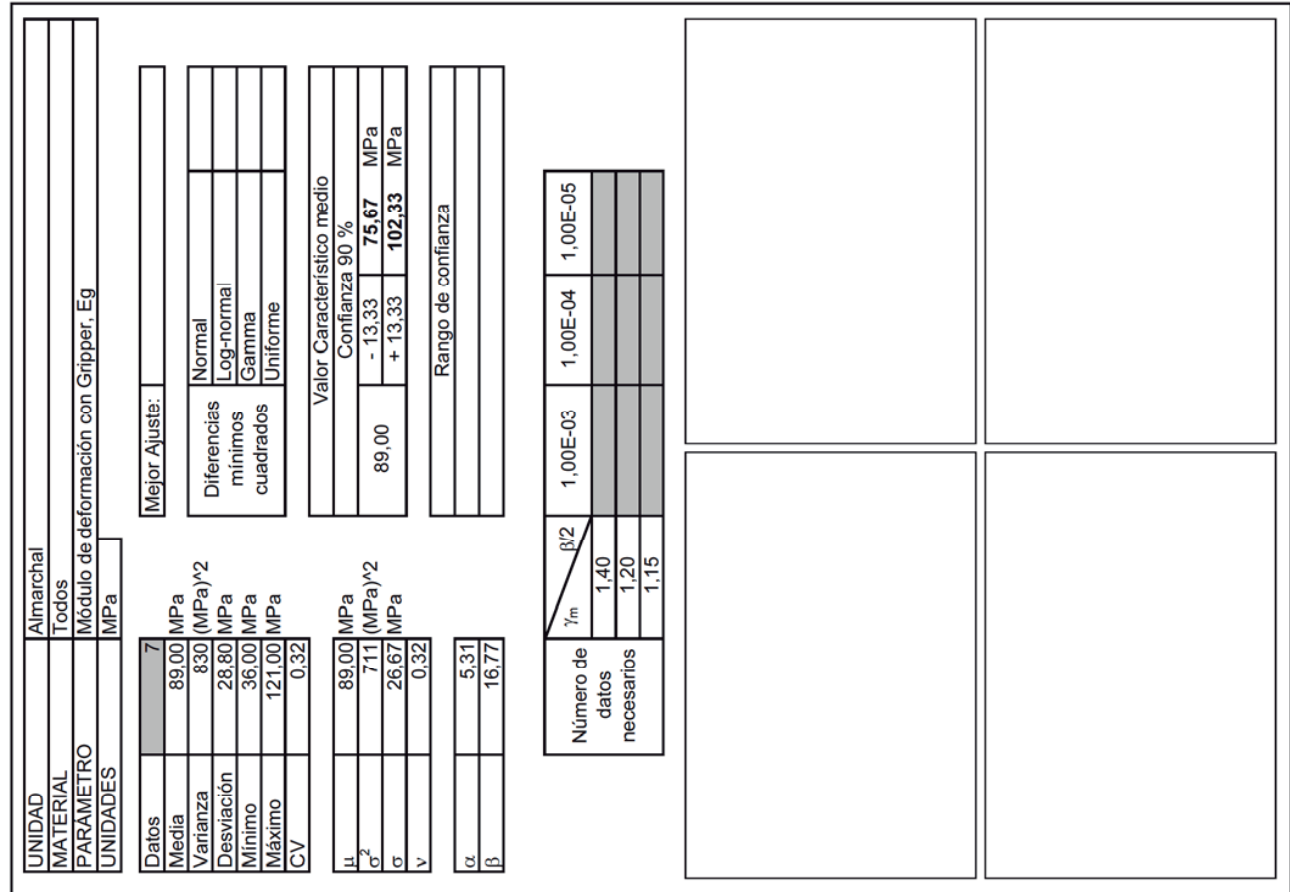 UNIDAD Almarchal
MATERIAL Todos
PARÁMETRO Módulo de deformación con Gripper, Eg
UNIDADES MPa
Datos 7
Media 89,00 MPa
Varianza 830 (MPa)^2
Desviación 28,80 MPa
Mínimo 36,00 MPa
Máximo 121,00 MPa
CV 0,32
μ 89,00 MPa
σ² 711 (MPa)^2
σ 26,67 MPa
ν 0,32
α 5,31
β 16,77
Mejor Ajuste:
Diferencias
mínimos
cuadrados
Normal
Log-normal
Gamma
Uniforme
Valor Característico medio
Confianza 90 %
89,00
- 13,33 75,67 MPa
+ 13,33 102,33 MPa
Rango de confianza
Número de
datos
necesarios
γm β/2 1,00E-03 1,00E-04 1,00E-05
1,40
1,20
1,15